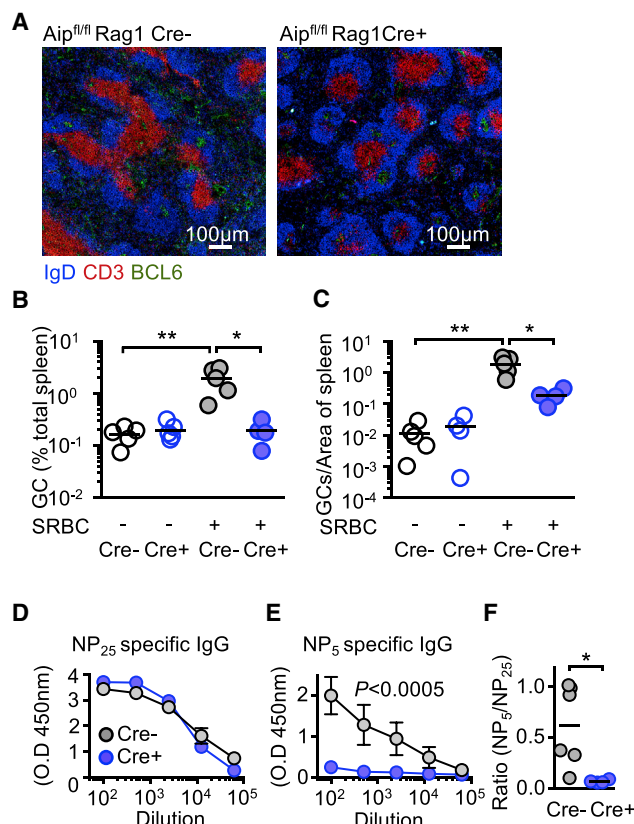 A
Aip^fl/fl Rag1 Cre-
Aip^fl/fl Rag1Cre+
100µm
100µm
IgD CD3 BCL6
B
C
** *
** *
GC (% total spleen)
10^1
10^0
10^-1
10^-2
GCs/Area of spleen
10^1
10^0
10^-1
10^-2
10^-3
10^-4
SRBC - - + +
Cre- Cre+ Cre- Cre+
SRBC - - + +
Cre- Cre+ Cre- Cre+
D
E
F
NP_25 specific IgG
NP_5 specific IgG
(O.D 450nm)
4
3
2
1
0
Cre-
Cre+
10^2 10^3 10^4 10^5
Dilution
(O.D 450nm)
2
1
0
P<0.0005
10^2 10^3 10^4 10^5
Dilution
Ratio (NP_5/NP_25)
*
1.0
0.5
0.0
Cre- Cre+